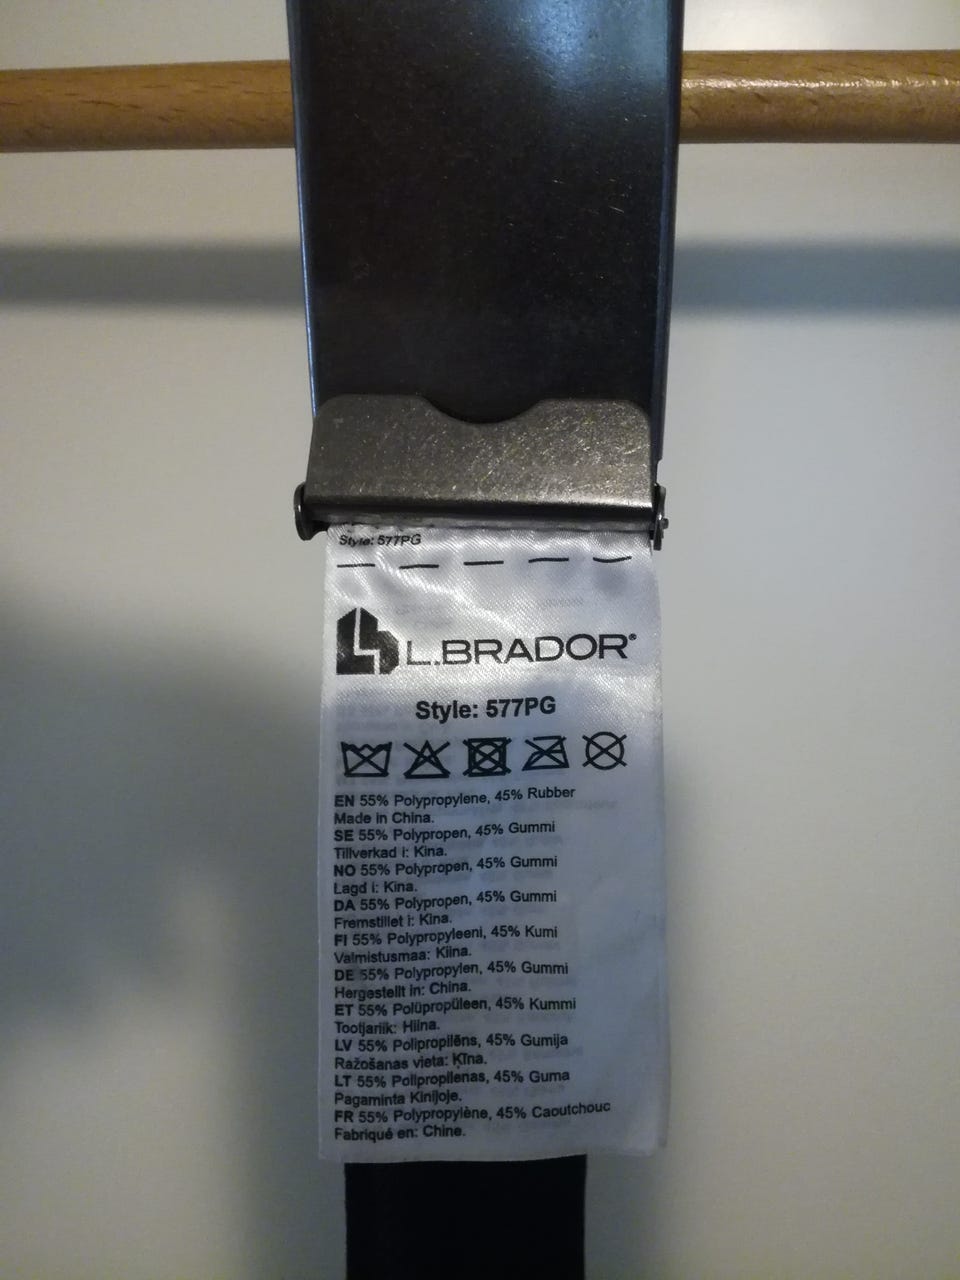 Style: 577PG
L.BRADOR®
Style: 577PG
EN 55% Polypropylene, 45% Rubber
Made in China.
SE 55% Polypropen, 45% Gummi
Tillverkad i: Kina.
NO 55% Polypropen, 45% Gummi
Lagd i: Kina.
DA 55% Polypropen, 45% Gummi
Fremstillet i: Kina.
FI 55% Polypropyleeni, 45% Kumi
Valmistusmaa: Kiina.
DE 55% Polypropylen, 45% Gummi
Hergestellt in: China.
ET 55% Polüpropüleen, 45% Kummi
Tootjariik: Hiina.
LV 55% Polipropilēns, 45% Gumija
Ražošanas vieta: Ķīna.
LT 55% Polipropilenas, 45% Guma
Pagaminta Kinijoje.
FR 55% Polypropylène, 45% Caoutchouc
Fabriqué en: Chine.